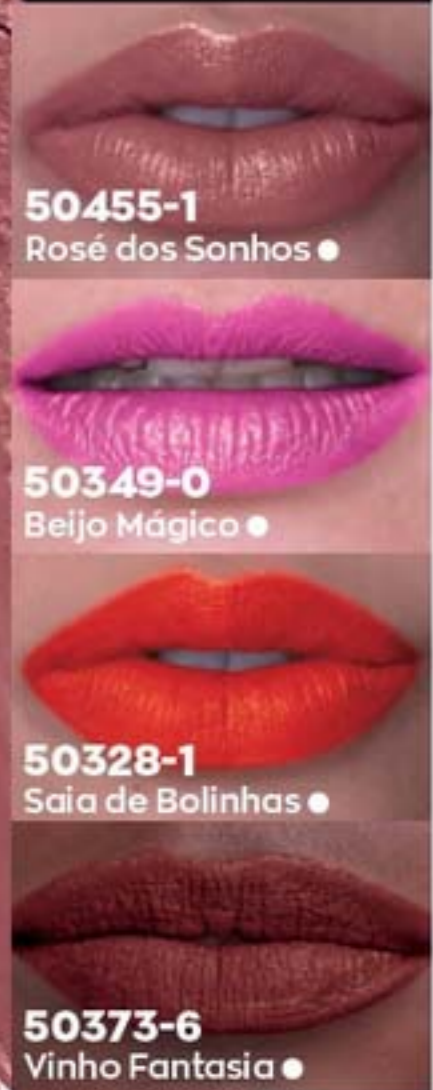 50455-1
Rosé dos Sonhos
50349-0
Beijo Mágico
50328-1
Saia de Bolinhas
50373-6
Vinho Fantasia